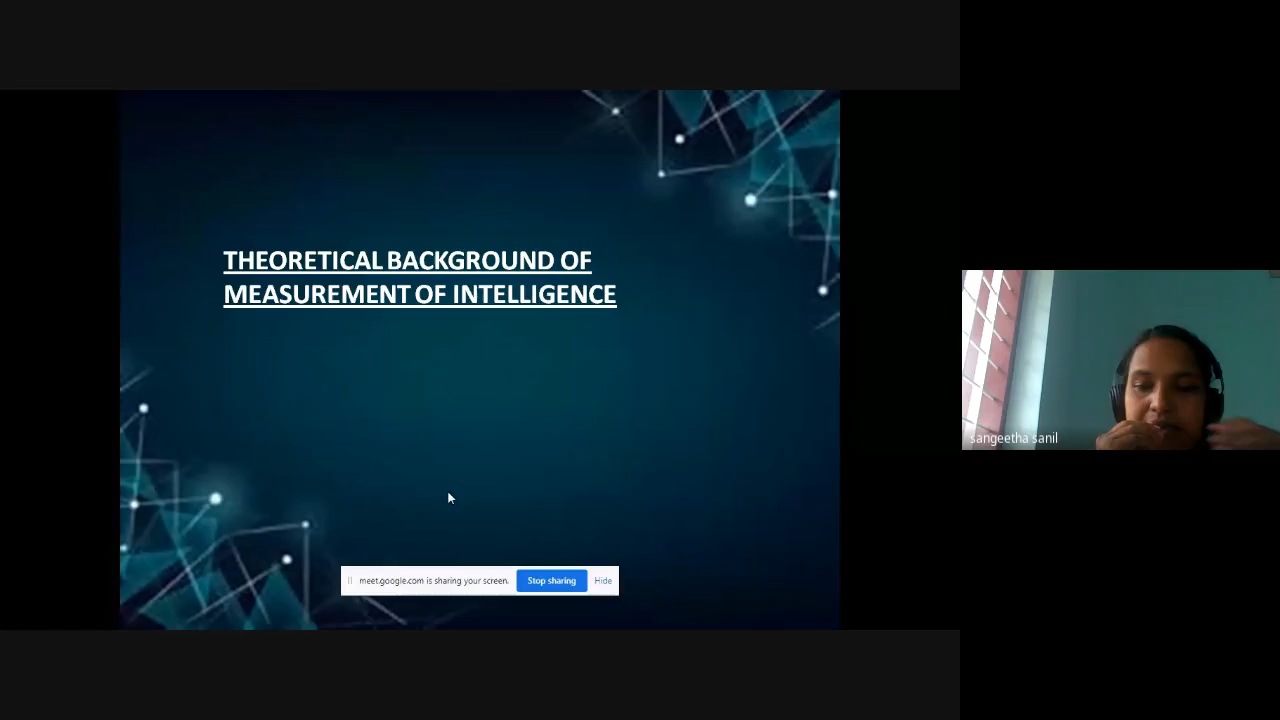 THEORETICAL BACKGROUND OF
MEASUREMENT OF INTELLIGENCE
sangeetha sanil
meet.google.com is sharing your screen.
Stop sharing
Hide